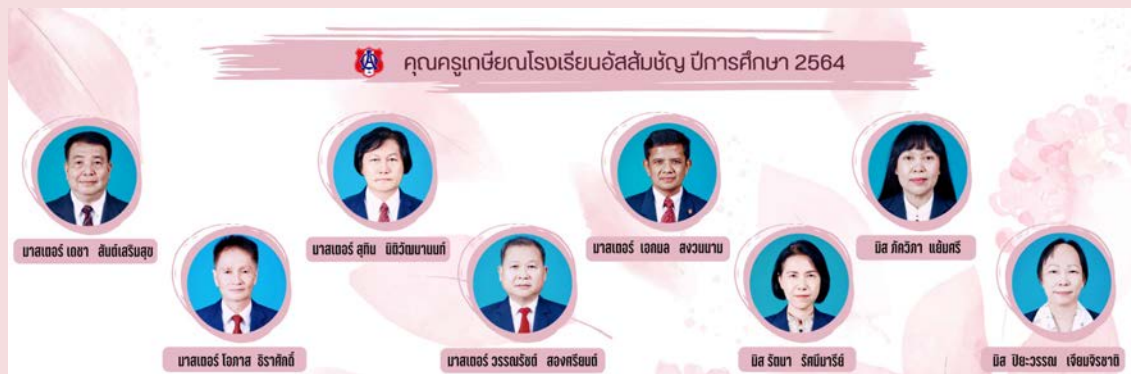 คุณครูเกษียณโรงเรียนอัสสัมชัญ ปีการศึกษา 2564
มาสเตอร์ เดชา สันต์เสริมสุข
มาสเตอร์ สุทิน นิติวัฒนานนท์
มาสเตอร์ เอกมล สงวนนาม
มิส ภัควิภา แย้มศรี
มาสเตอร์ โอภาส ธิราศักดิ์
มาสเตอร์ วรรณรัชต์ สองศรียนต์
มิส รัตนา รัศมีมารีย์
มิส ปิยะวรรณ เจียมจิรชาติ